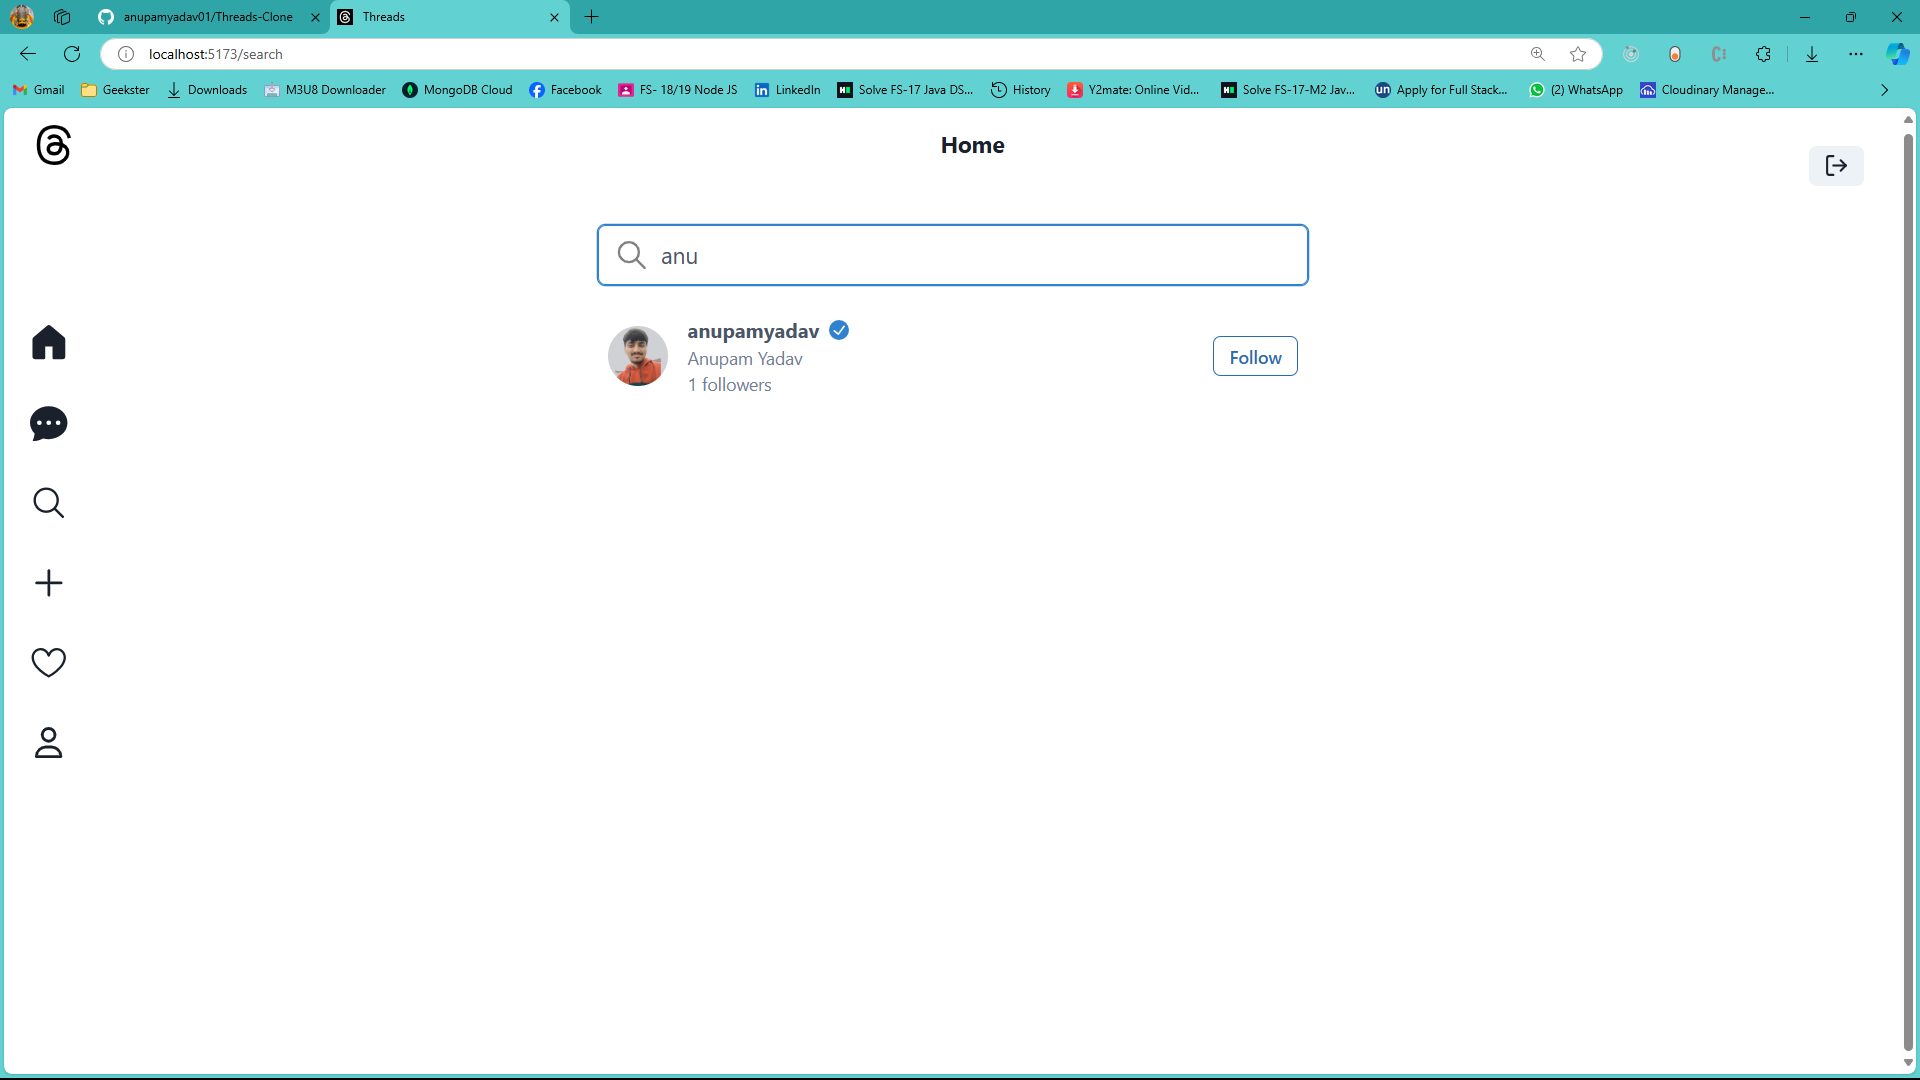 anupamyadav01/Threads-Clone
Threads
localhost:5173/search
Gmail
Geekster
Downloads
M3U8 Downloader
MongoDB Cloud
Facebook
FS- 18/19 Node JS
LinkedIn
Solve FS-17 Java DS...
History
Y2mate: Online Vid...
Solve FS-17-M2 Jav...
un
Apply for Full Stack...
(2) WhatsApp
Cloudinary Manage...
Home
anu
anupamyadav
Anupam Yadav
1 followers
Follow